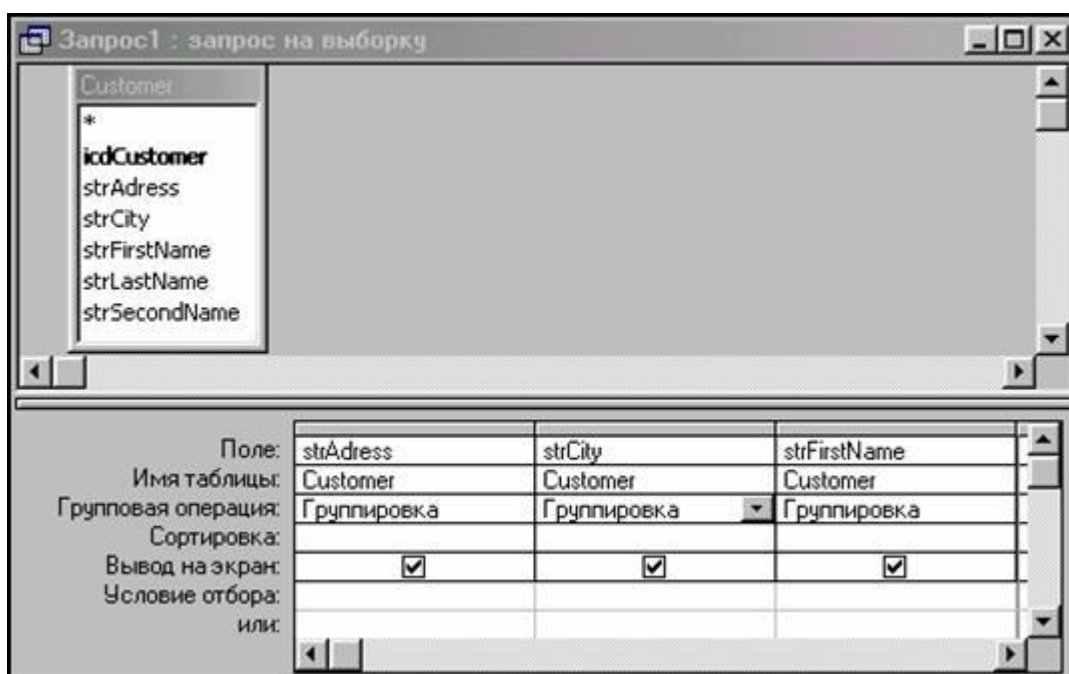 Запрос1 : запрос на выборку
Customer
*
icdCustomer
strAdress
strCity
strFirstName
strLastName
strSecondName
Поле: strAdress strCity strFirstName
Имя таблицы: Customer Customer Customer
Групповая операция: Группировка Группировка Группировка
Сортировка:
Вывод на экран:
Условие отбора:
или: